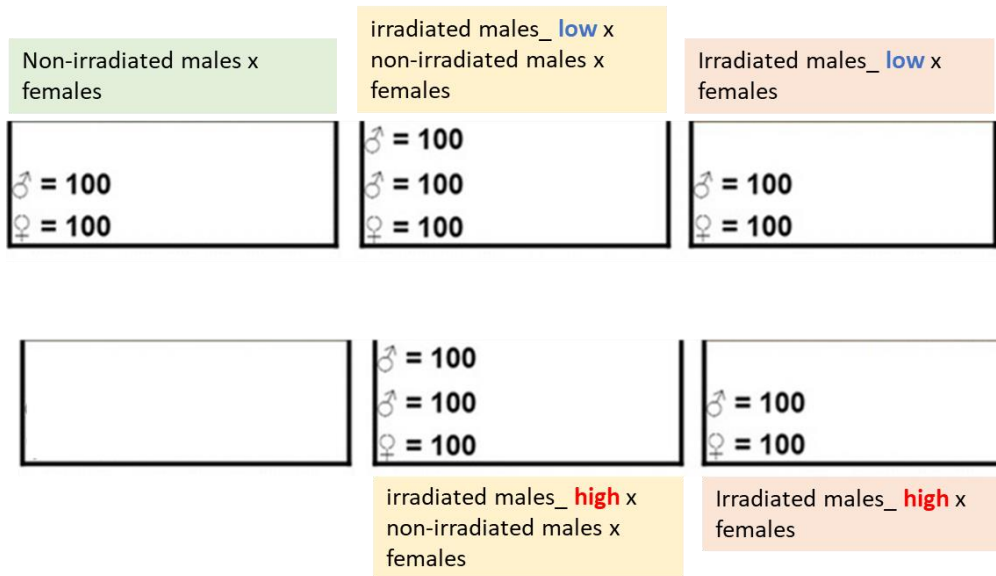 Non-irradiated males x
females
irradiated males_ low x
non-irradiated males x
females
Irradiated males_ low x
females
♂ = 100
♀ = 100
♂ = 100
♂ = 100
♀ = 100
♂ = 100
♀ = 100
♂ = 100
♂ = 100
♀ = 100
♂ = 100
♀ = 100
irradiated males_ high x
non-irradiated males x
females
Irradiated males_ high x
females